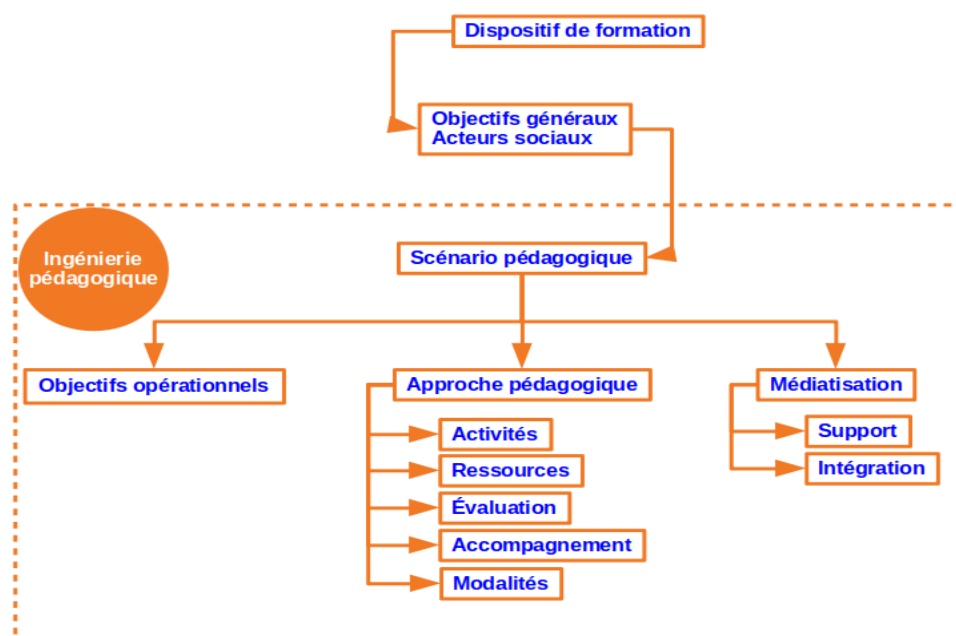 Dispositif de formation
Objectifs généraux
Acteurs sociaux
Ingénierie
pédagogique
Scénario pédagogique
Objectifs opérationnels
Approche pédagogique
Médiatisation
Activités
Support
Ressources
Intégration
Évaluation
Accompagnement
Modalités